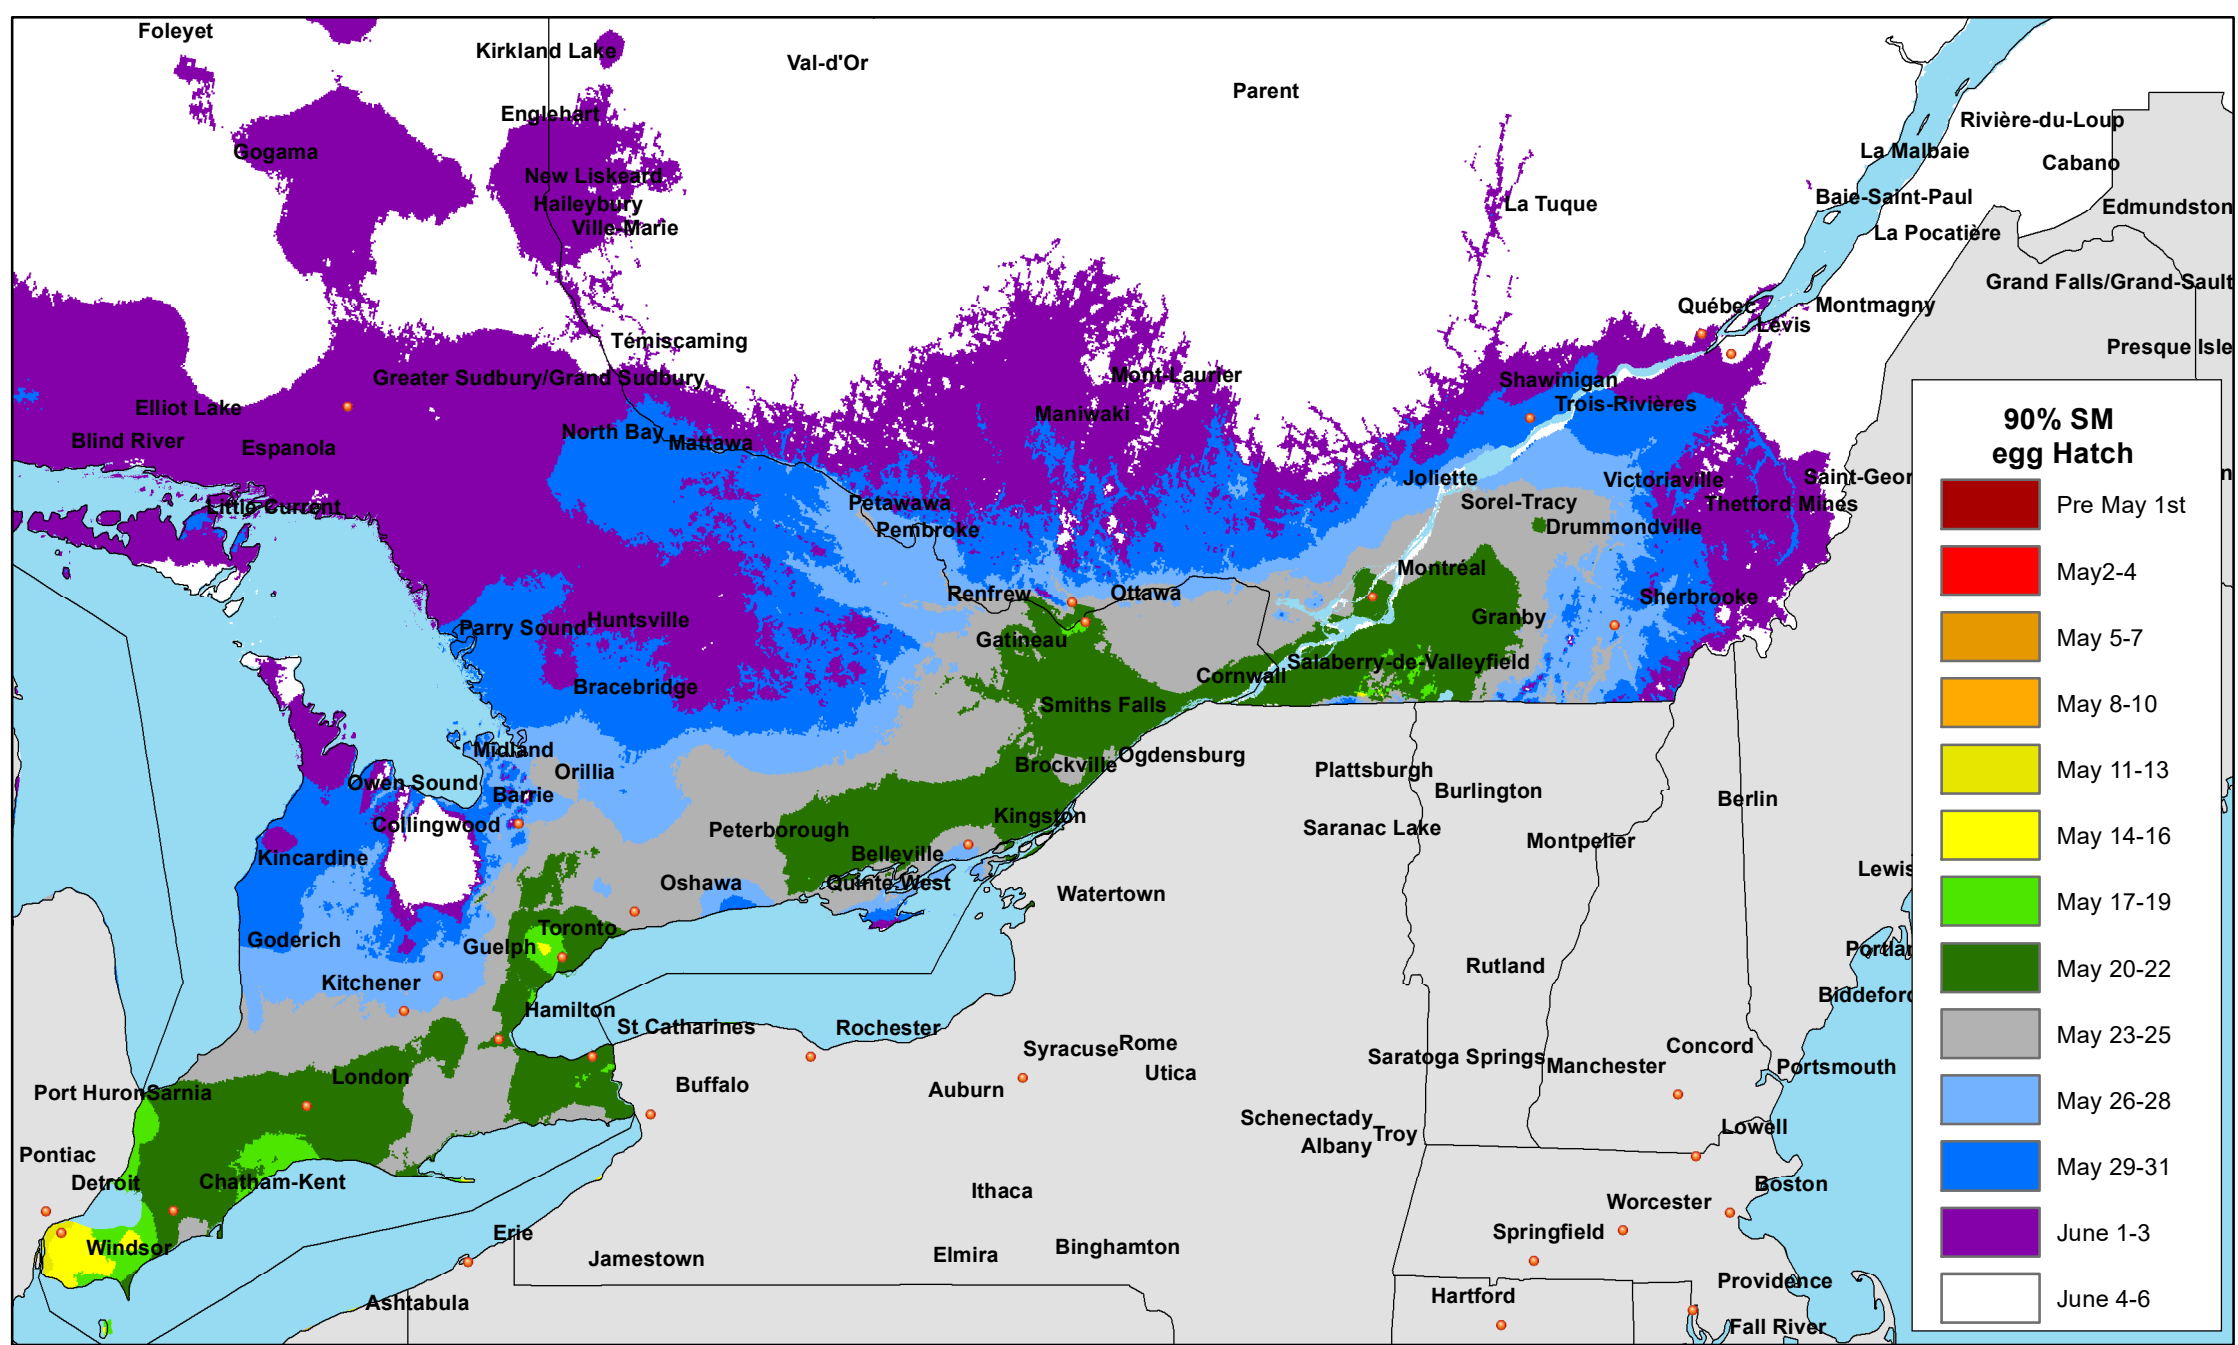 Foleyet
Kirkland Lake
Val-d'Or
Parent
Englehart
Rivière-du-Loup
Gogama
La Malbaie
Cabano
New Liskeard
Haileybury
La Tuque
Baie-Saint-Paul
Edmundston
Ville-Marie
La Pocatière
Grand Falls/Grand-Sault
Québec
Montmagny
Lévis
Témiscaming
Presque Isle
Greater Sudbury/Grand Sudbury
Mont-Laurier
Shawinigan
Elliot Lake
Maniwaki
Trois-Rivières
Blind River
Espanola
North Bay
Mattawa
Joliette
Victoriaville
Saint-Geor
Little Current
Petawawa
Sorel-Tracy
Thetford Mines
Pembroke
Drummondville
Montréal
Renfrew
Ottawa
Sherbrooke
Parry Sound
Huntsville
Gatineau
Granby
Salaberry-de-Valleyfield
Cornwall
Bracebridge
Smiths Falls
Midland
Orillia
Brockville
Ogdensburg
Plattsburgh
Owen Sound
Barrie
Burlington
Berlin
Collingwood
Peterborough
Kingston
Saranac Lake
Montpelier
Kincardine
Belleville
Lewis
Oshawa
Quinte West
Watertown
Goderich
Guelph
Toronto
Portlan
Rutland
Kitchener
Biddeford
Hamilton
St Catharines
Rochester
Syracuse
Rome
Concord
Saratoga Springs
Manchester
Portsmouth
Port Huron
Sarnia
London
Buffalo
Auburn
Utica
Schenectady
Troy
Albany
Lowell
Pontiac
Detroit
Chatham-Kent
Ithaca
Worcester
Boston
Windsor
Erie
Jamestown
Elmira
Binghamton
Springfield
Providence
Ashtabula
Hartford
Fall River
90% SM
egg Hatch
Pre May 1st
May2-4
May 5-7
May 8-10
May 11-13
May 14-16
May 17-19
May 20-22
May 23-25
May 26-28
May 29-31
June 1-3
June 4-6